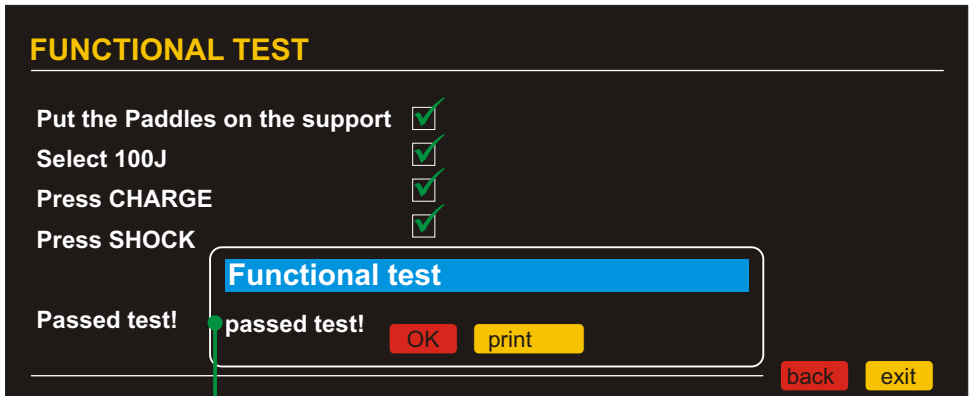 FUNCTIONAL TEST
Put the Paddles on the support
Select 100J
Press CHARGE
Press SHOCK
Functional test
Passed test!
passed test!
OK
print
back
exit